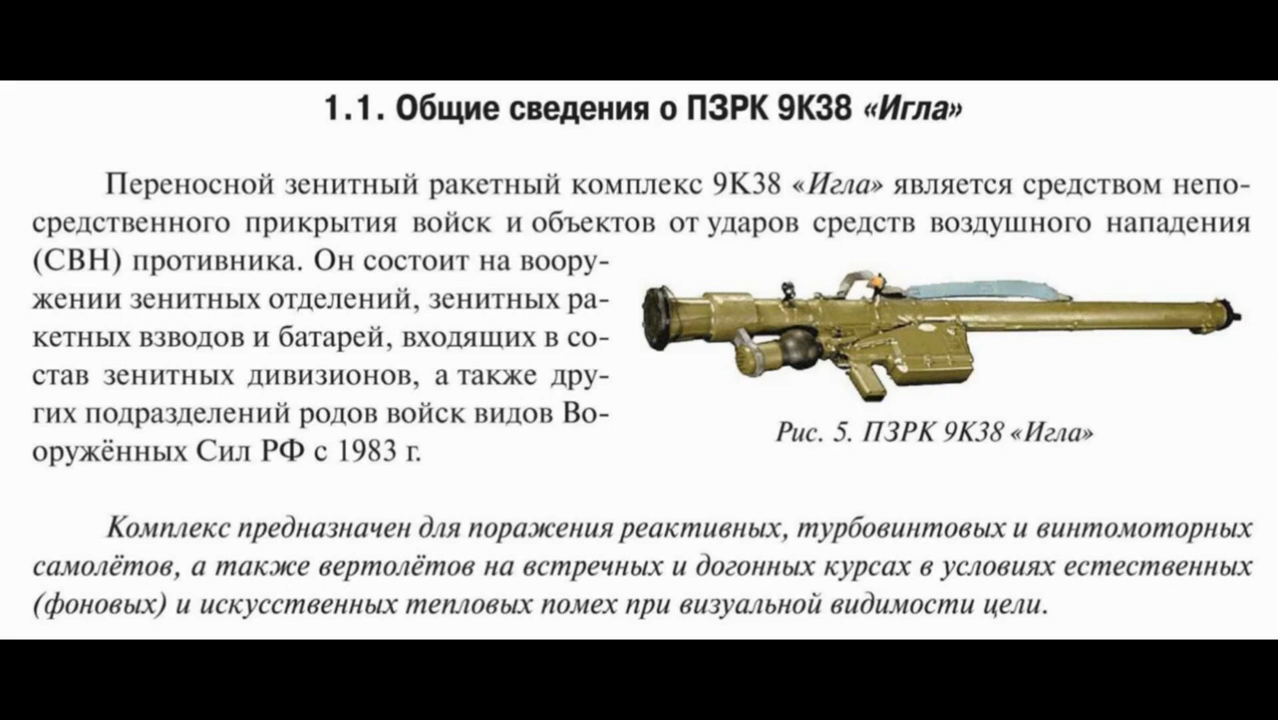 1.1. Общие сведения о ПЗРК 9К38 «Игла»
Переносной зенитный ракетный комплекс 9К38 «Игла» является средством непо-
средственного прикрытия войск и объектов от ударов средств воздушного нападения
(СВН) противника. Он состоит на воору-
жении зенитных отделений, зенитных ра-
кетных взводов и батарей, входящих в со-
став зенитных дивизионов, а также дру-
гих подразделений родов войск видов Во-
оружённых Сил РФ с 1983 г.
Рис. 5. ПЗРК 9К38 «Игла»
Комплекс предназначен для поражения реактивных, турбовинтовых и винтомоторных
самолётов, а также вертолётов на встречных и догонных курсах в условиях естественных
(фоновых) и искусственных тепловых помех при визуальной видимости цели.